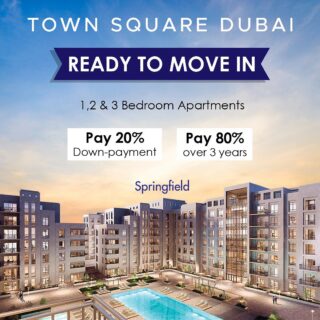 TOWN SQUARE DUBAI
READY TO MOVE IN
1,2 & 3 Bedroom Apartments
Pay 20%
Down-payment
Pay 80%
over 3 years
Springfield